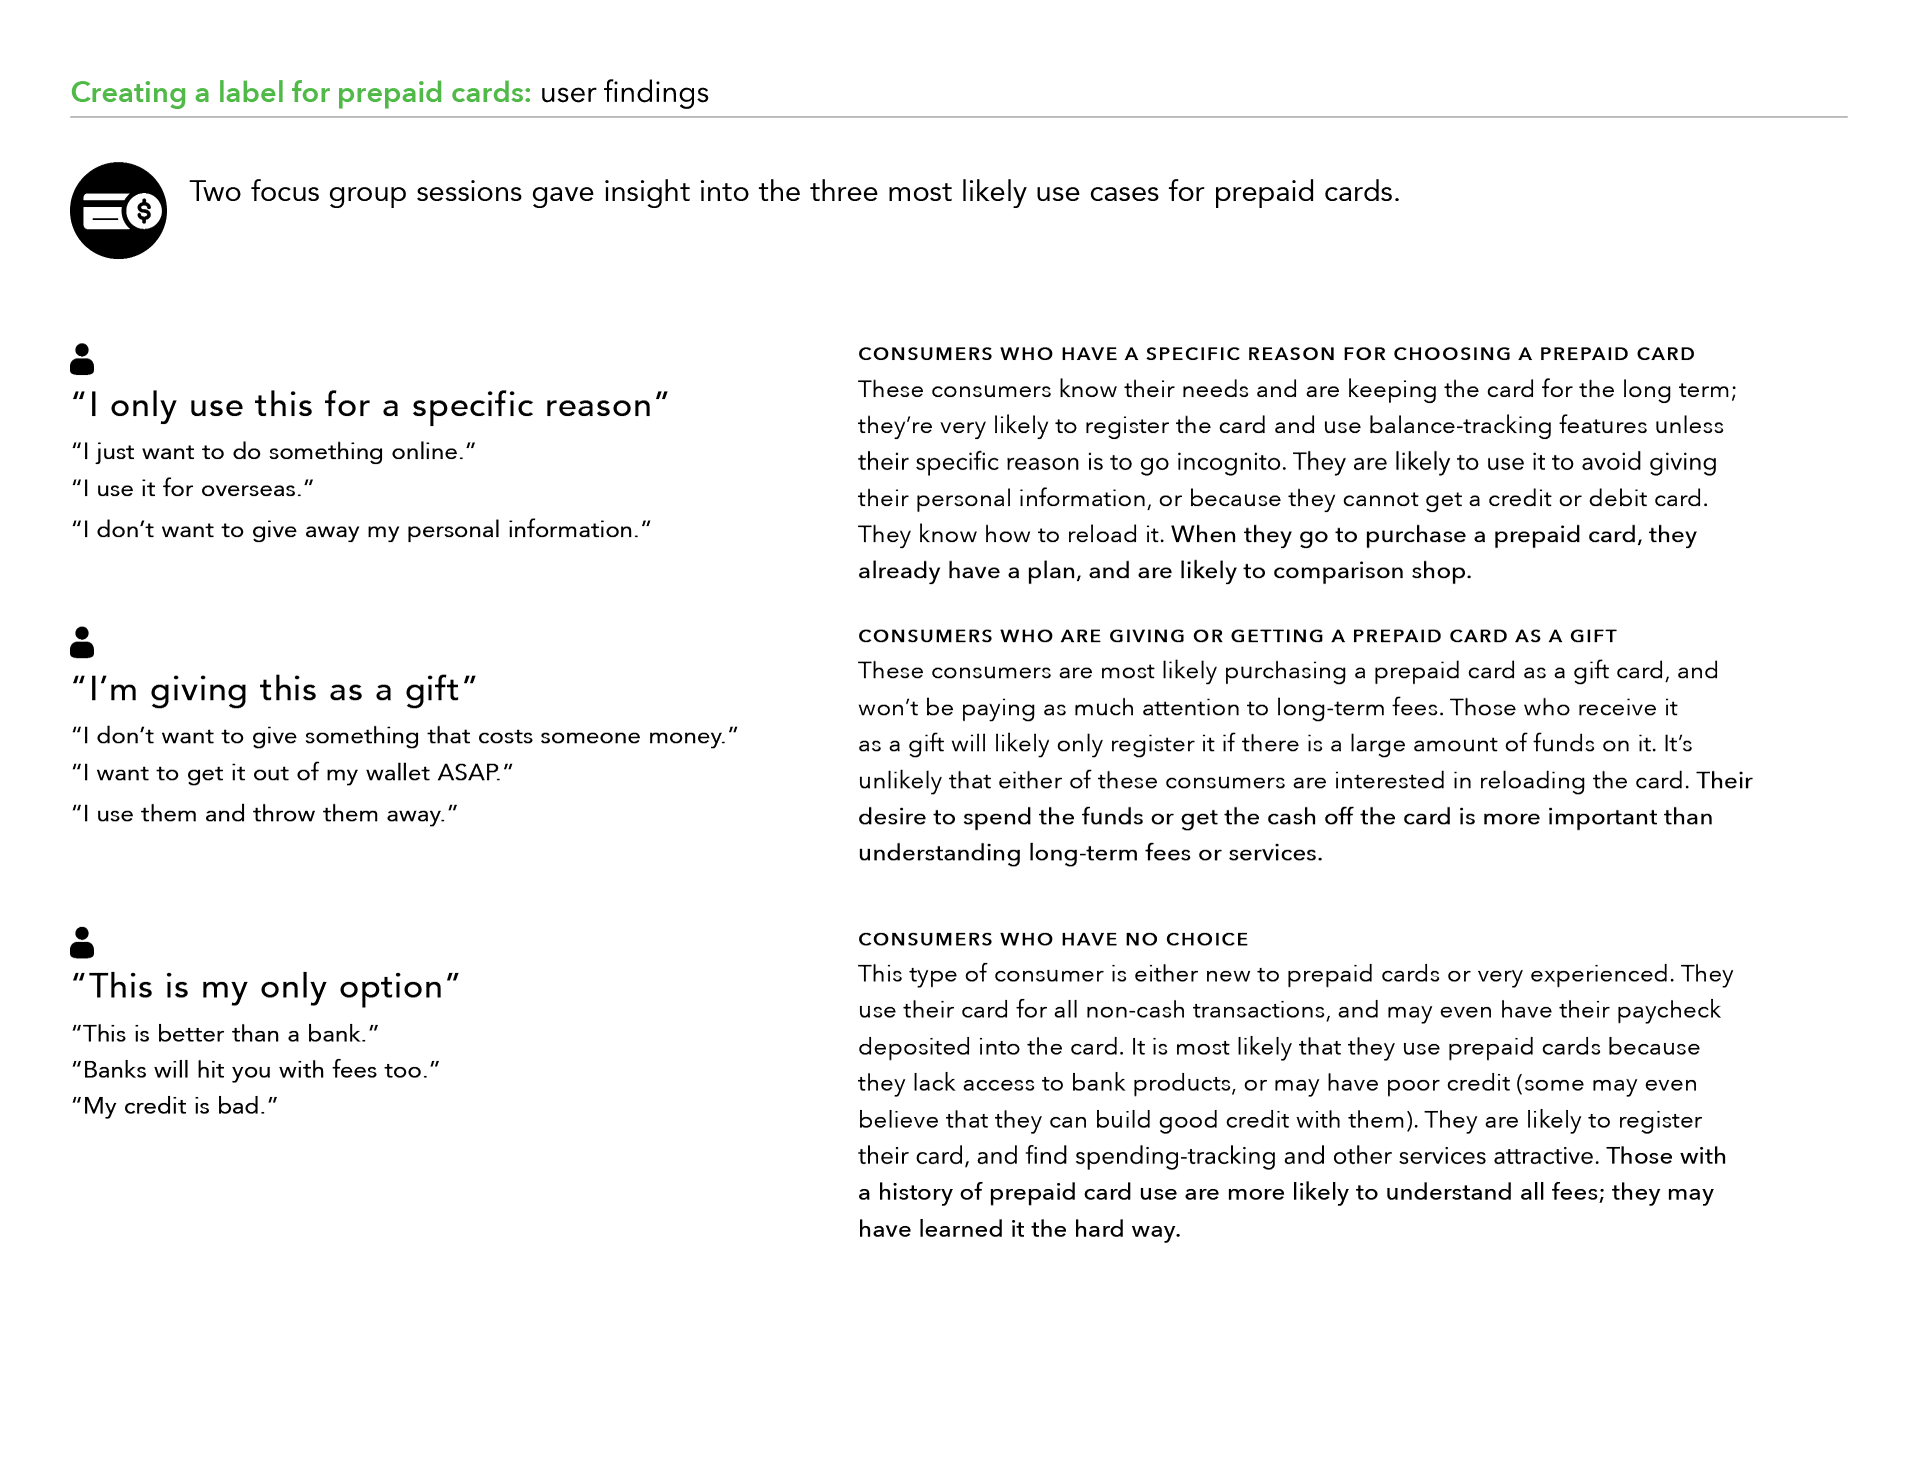 Creating a label for prepaid cards: user findings
$
Two focus group sessions gave insight into the three most likely use cases for prepaid cards.
“I only use this for a specific reason”
“I just want to do something online.”
“I use it for overseas.”
“I don’t want to give away my personal information.”
CONSUMERS WHO HAVE A SPECIFIC REASON FOR CHOOSING A PREPAID CARD
These consumers know their needs and are keeping the card for the long term;
they’re very likely to register the card and use balance-tracking features unless
their specific reason is to go incognito. They are likely to use it to avoid giving
their personal information, or because they cannot get a credit or debit card.
They know how to reload it. When they go to purchase a prepaid card, they
already have a plan, and are likely to comparison shop.
“I’m giving this as a gift”
“I don’t want to give something that costs someone money.”
“I want to get it out of my wallet ASAP.”
“I use them and throw them away.”
CONSUMERS WHO ARE GIVING OR GETTING A PREPAID CARD AS A GIFT
These consumers are most likely purchasing a prepaid card as a gift card, and
won’t be paying as much attention to long-term fees. Those who receive it
as a gift will likely only register it if there is a large amount of funds on it. It’s
unlikely that either of these consumers are interested in reloading the card. Their
desire to spend the funds or get the cash off the card is more important than
understanding long-term fees or services.
“This is my only option”
“This is better than a bank.”
“Banks will hit you with fees too.”
“My credit is bad.”
CONSUMERS WHO HAVE NO CHOICE
This type of consumer is either new to prepaid cards or very experienced. They
use their card for all non-cash transactions, and may even have their paycheck
deposited into the card. It is most likely that they use prepaid cards because
they lack access to bank products, or may have poor credit (some may even
believe that they can build good credit with them). They are likely to register
their card, and find spending-tracking and other services attractive. Those with
a history of prepaid card use are more likely to understand all fees; they may
have learned it the hard way.